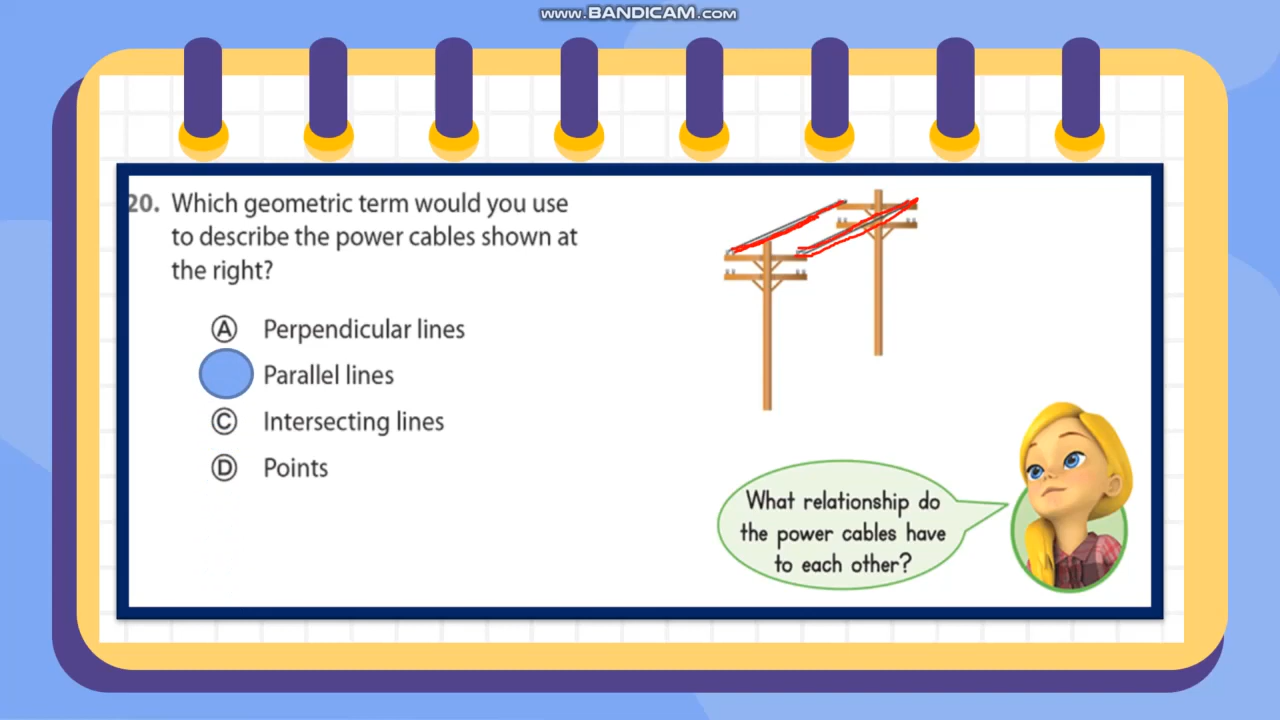 www.BANDICAM.com
20. Which geometric term would you use
to describe the power cables shown at
the right?
Ⓐ Perpendicular lines
Parallel lines
Ⓒ Intersecting lines
Ⓓ Points
What relationship do
the power cables have
to each other?